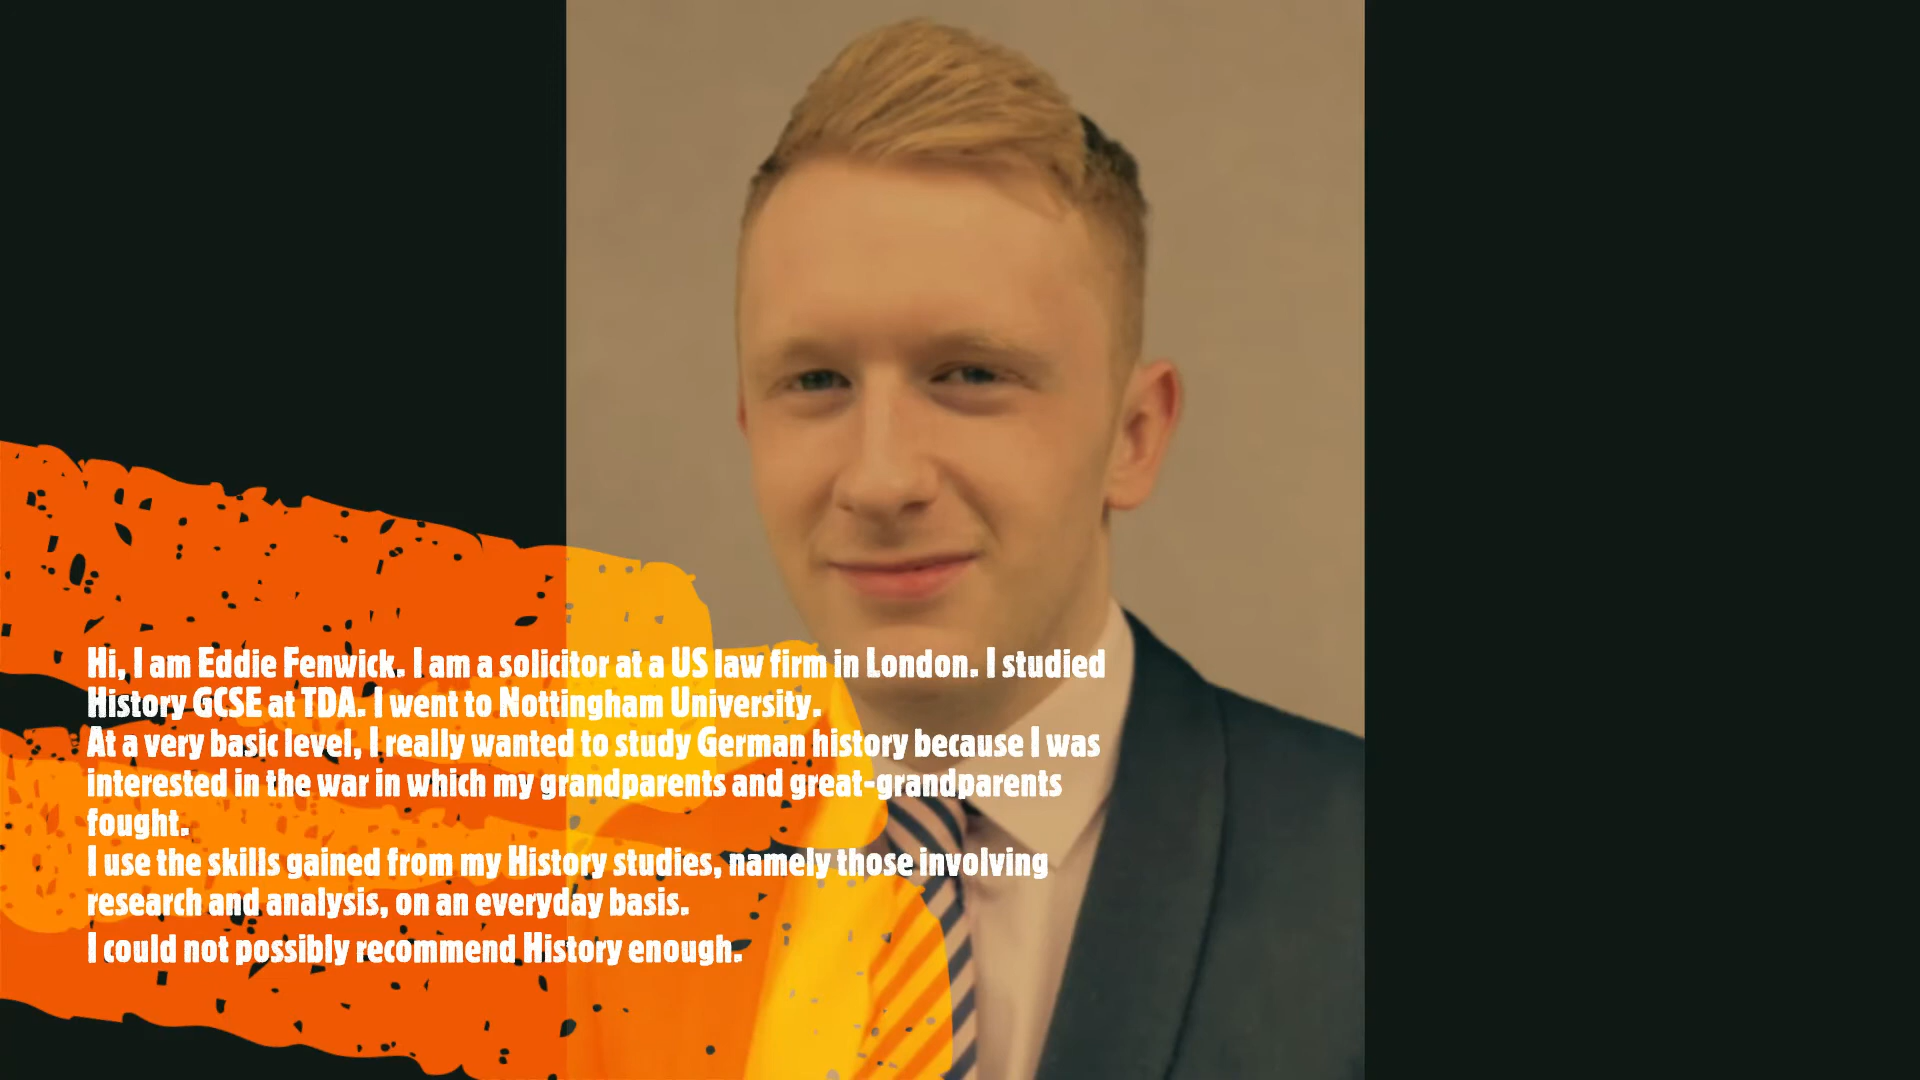 Hi, I am Eddie Fenwick. I am a solicitor at a US law firm in London. I studied
History GCSE at TDA. I went to Nottingham University.
At a very basic level, I really wanted to study German history because I was
interested in the war in which my grandparents and great-grandparents
fought.
I use the skills gained from my History studies, namely those involving
research and analysis, on an everyday basis.
I could not possibly recommend History enough.